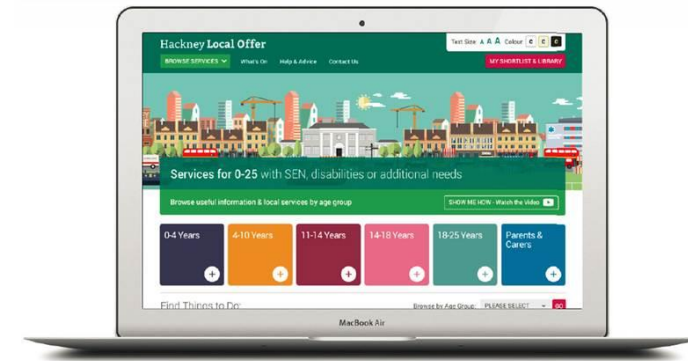 Hackney Local Offer
Text Size A A A Colour C C C
BROWSE SERVICES What's On Help & Advice Contact Us MY SHORTLIST & LIBRARY
Services for 0-25 with SEN, disabilities or additional needs
Browse useful information & local services by age group SHOW ME HOW - Watch the Video
0-4 Years 4-10 Years 11-14 Years 14-18 Years 18-25 Years Parents &
Carers
Find Things to Do: Browse by Age Group: PLEASE SELECT GO
MacBook Air